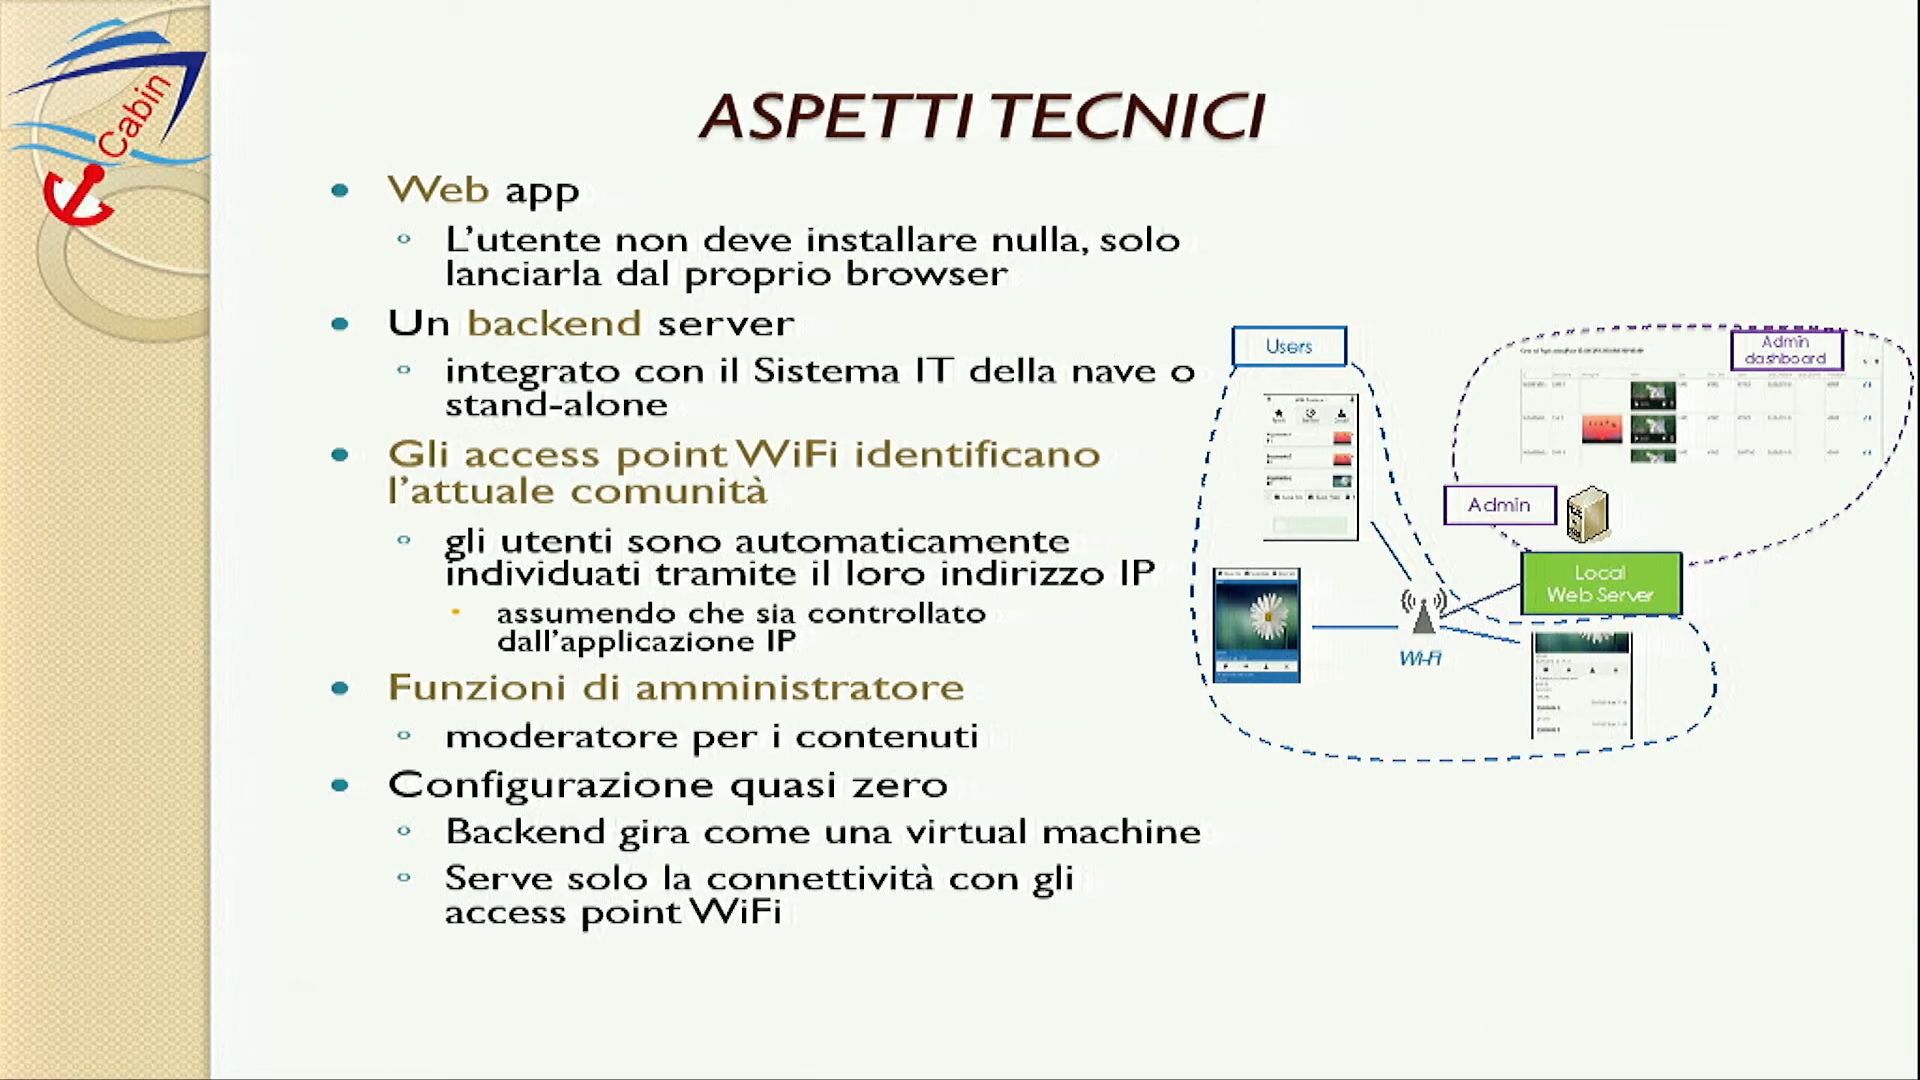 Cabin
ASPETTI TECNICI
Web app
L'utente non deve installare nulla, solo
lanciarla dal proprio browser
Un backend server
integrato con il Sistema IT della nave o
stand-alone
Gli access point WiFi identificano
l'attuale comunità
gli utenti sono automaticamente
individuati tramite il loro indirizzo IP
assumendo che sia controllato
dall'applicazione IP
Funzioni di amministratore
moderatore per i contenuti
Configurazione quasi zero
Backend gira come una virtual machine
Serve solo la connettività con gli
access point WiFi
Users
Admin
dashboard
Admin
Local
Web Server
Wi-Fi